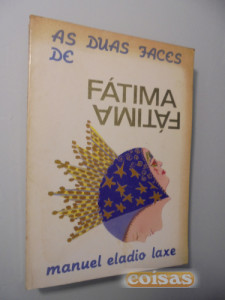 AS DUAS FACES
DE
FÁTIMA
FÁTIMA
manuel eladio laxe
coisas